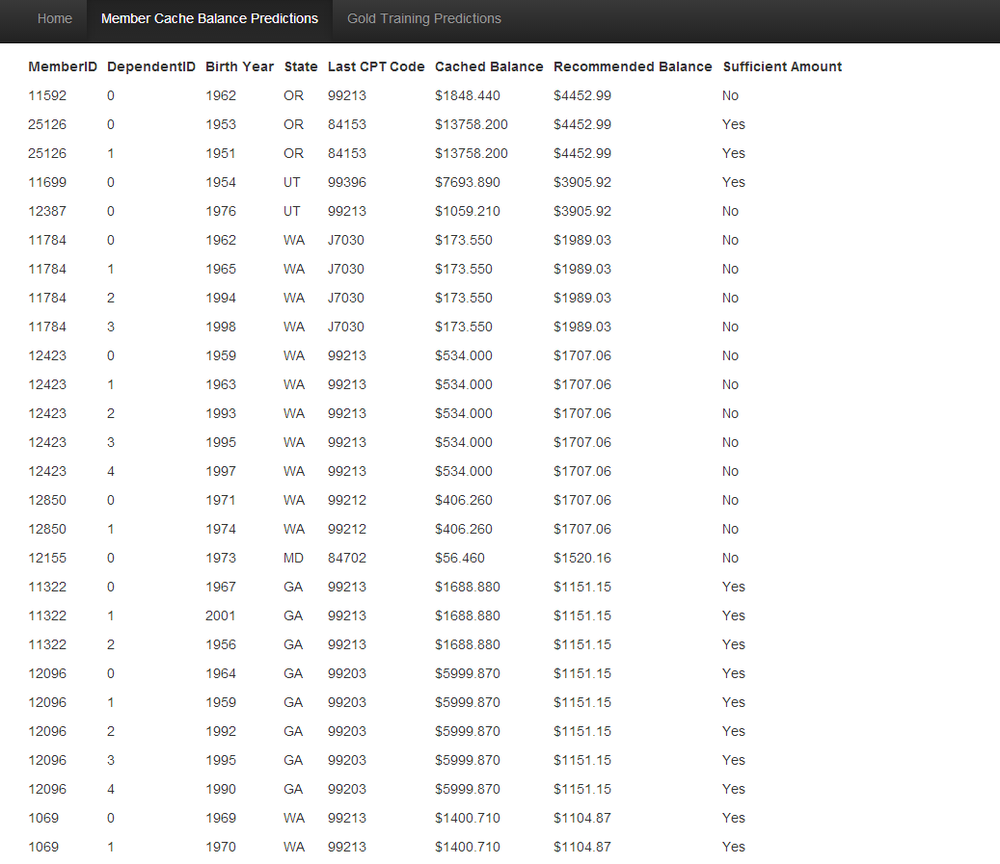 Home Member Cache Balance Predictions Gold Training Predictions
MemberID DependentID Birth Year State Last CPT Code Cached Balance Recommended Balance Sufficient Amount
11592 0 1962 OR 99213 $1848.440 $4452.99 No
25126 0 1953 OR 84153 $13758.200 $4452.99 Yes
25126 1 1951 OR 84153 $13758.200 $4452.99 Yes
11699 0 1954 UT 99396 $7693.890 $3905.92 Yes
12387 0 1976 UT 99213 $1059.210 $3905.92 No
11784 0 1962 WA J7030 $173.550 $1989.03 No
11784 1 1965 WA J7030 $173.550 $1989.03 No
11784 2 1994 WA J7030 $173.550 $1989.03 No
11784 3 1998 WA J7030 $173.550 $1989.03 No
12423 0 1959 WA 99213 $534.000 $1707.06 No
12423 1 1963 WA 99213 $534.000 $1707.06 No
12423 2 1993 WA 99213 $534.000 $1707.06 No
12423 3 1995 WA 99213 $534.000 $1707.06 No
12423 4 1997 WA 99213 $534.000 $1707.06 No
12850 0 1971 WA 99212 $406.260 $1707.06 No
12850 1 1974 WA 99212 $406.260 $1707.06 No
12155 0 1973 MD 84702 $56.460 $1520.16 No
11322 0 1967 GA 99213 $1688.880 $1151.15 Yes
11322 1 2001 GA 99213 $1688.880 $1151.15 Yes
11322 2 1956 GA 99213 $1688.880 $1151.15 Yes
12096 0 1964 GA 99203 $5999.870 $1151.15 Yes
12096 1 1959 GA 99203 $5999.870 $1151.15 Yes
12096 2 1992 GA 99203 $5999.870 $1151.15 Yes
12096 3 1995 GA 99203 $5999.870 $1151.15 Yes
12096 4 1990 GA 99203 $5999.870 $1151.15 Yes
1069 0 1969 WA 99213 $1400.710 $1104.87 Yes
1069 1 1970 WA 99213 $1400.710 $1104.87 Yes